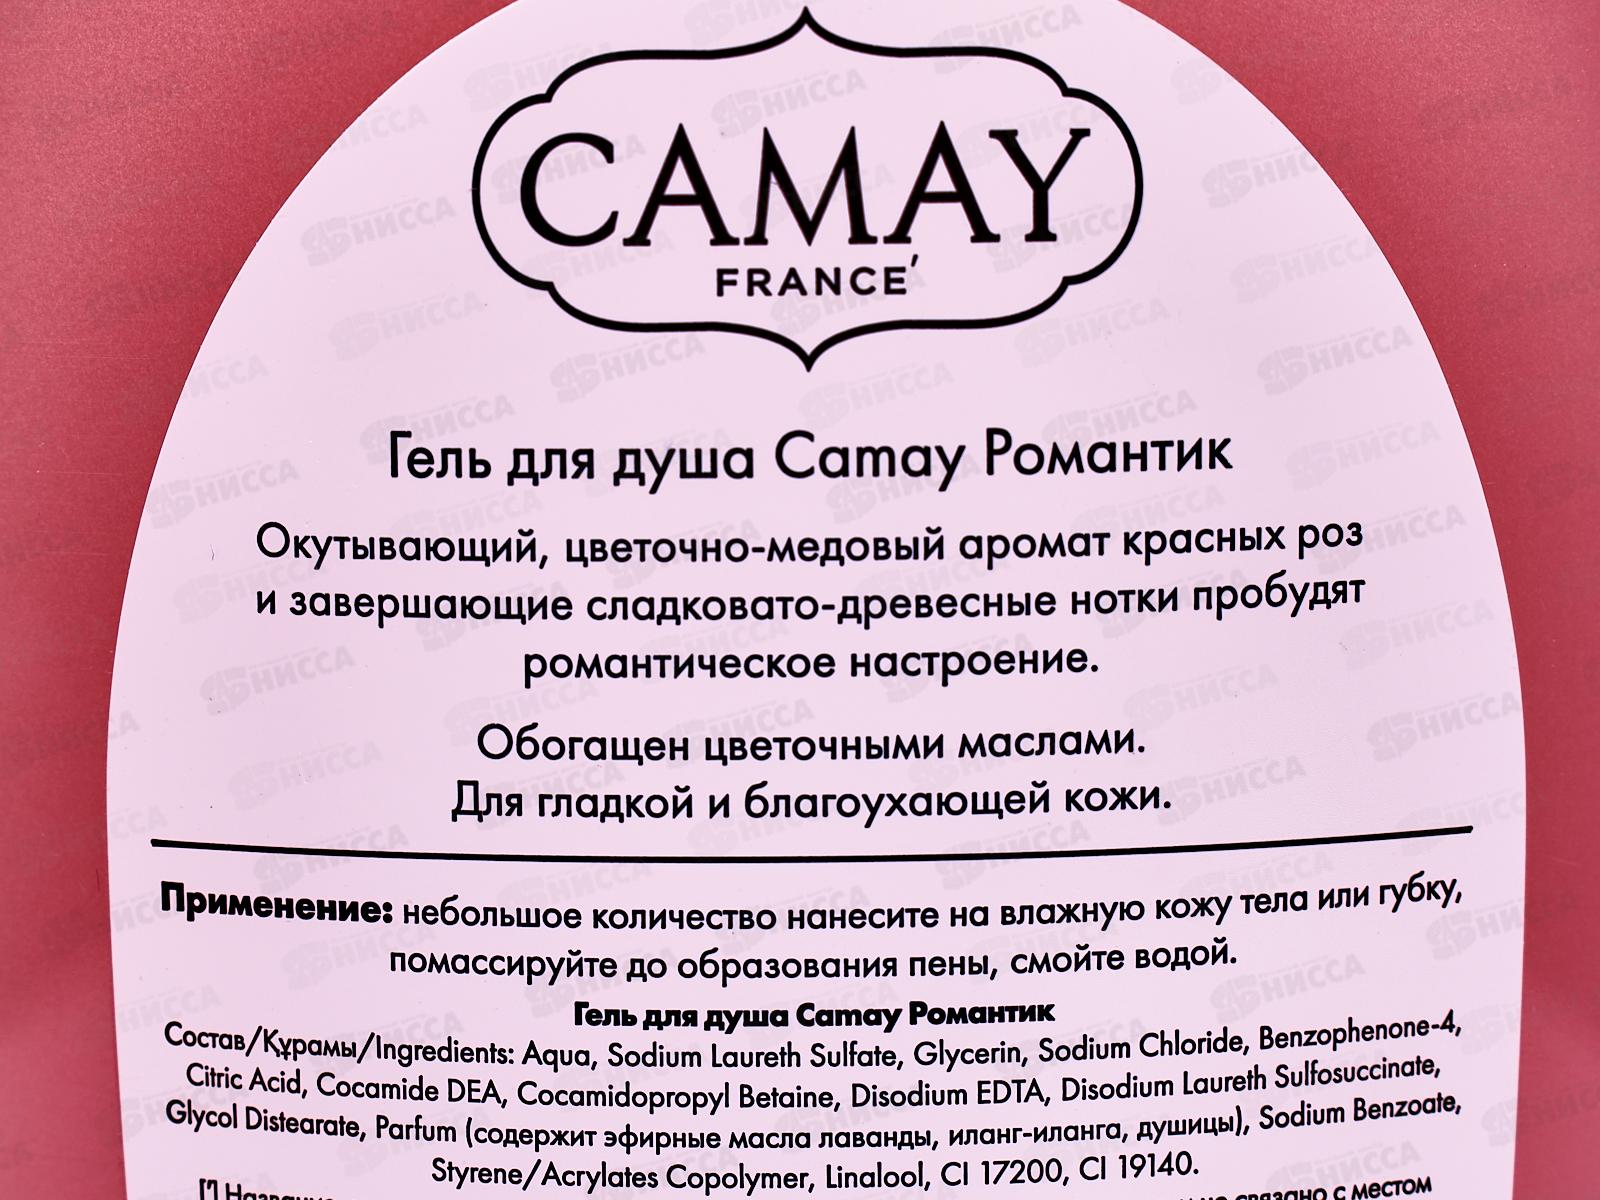 CAMAY
FRANCE'
Гель для душа Camay Романтик
Окутывающий, цветочно-медовый аромат красных роз
и завершающие сладковато-древесные нотки пробудят
романтическое настроение.
Обогащен цветочными маслами.
Для гладкой и благоухающей кожи.
Применение: небольшое количество нанесите на влажную кожу тела или губку,
помассируйте до образования пены, смойте водой.
Гель для душа Camay Романтик
Состав/Құрамы/Ingredients: Aqua, Sodium Laureth Sulfate, Glycerin, Sodium Chloride, Benzophenone-4,
Citric Acid, Cocamide DEA, Cocamidopropyl Betaine, Disodium EDTA, Disodium Laureth Sulfosuccinate,
Glycol Distearate, Parfum (содержит эфирные масла лаванды, иланг-иланга, душицы), Sodium Benzoate,
Styrene/Acrylates Copolymer, Linalool, CI 17200, CI 19140.
связано с местом
НИССА